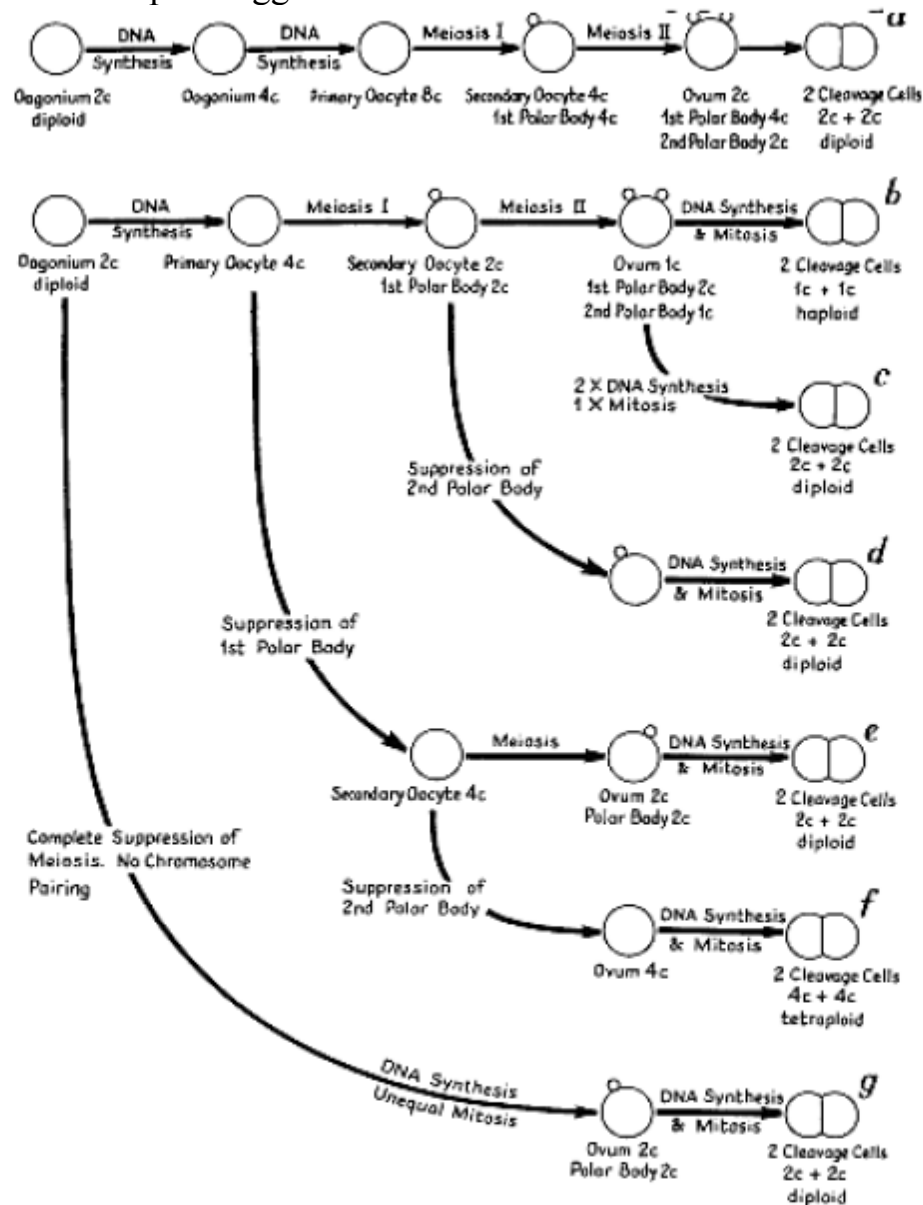 DNA
Synthesis
DNA
Synthesis
Meiosis I
Meiosis II
a
Oogonium 2c
diploid
Oogonium 4c
Primary Oocyte 8c
Secondary Oocyte 4c
1st Polar Body 4c
Ovum 2c
1st Polar Body 4c
2nd Polar Body 2c
2 Cleavage Cells
2c + 2c
diploid
b
DNA
Synthesis
Meiosis I
Meiosis II
DNA Synthesis
& Mitosis
Oogonium 2c
diploid
Primary Oocyte 4c
Secondary Oocyte 2c
1st Polar Body 2c
Ovum 1c
1st Polar Body 2c
2nd Polar Body 1c
2 Cleavage Cells
1c + 1c
haploid
2 X DNA Synthesis
1 X Mitosis
c
2 Cleavage Cells
2c + 2c
diploid
Suppression of
2nd Polar Body
DNA Synthesis
& Mitosis
d
2 Cleavage Cells
2c + 2c
diploid
Suppression of
1st Polar Body
Meiosis
DNA Synthesis
& Mitosis
e
Secondary Oocyte 4c
Ovum 2c
Polar Body 2c
2 Cleavage Cells
2c + 2c
diploid
Complete Suppression of
Meiosis. No Chromosome
Pairing
Suppression of
2nd Polar Body
DNA Synthesis
& Mitosis
f
Ovum 4c
2 Cleavage Cells
4c + 4c
tetraploid
DNA Synthesis
Unequal Mitosis
DNA Synthesis
& Mitosis
g
Ovum 2c
Polar Body 2c
2 Cleavage Cells
2c + 2c
diploid